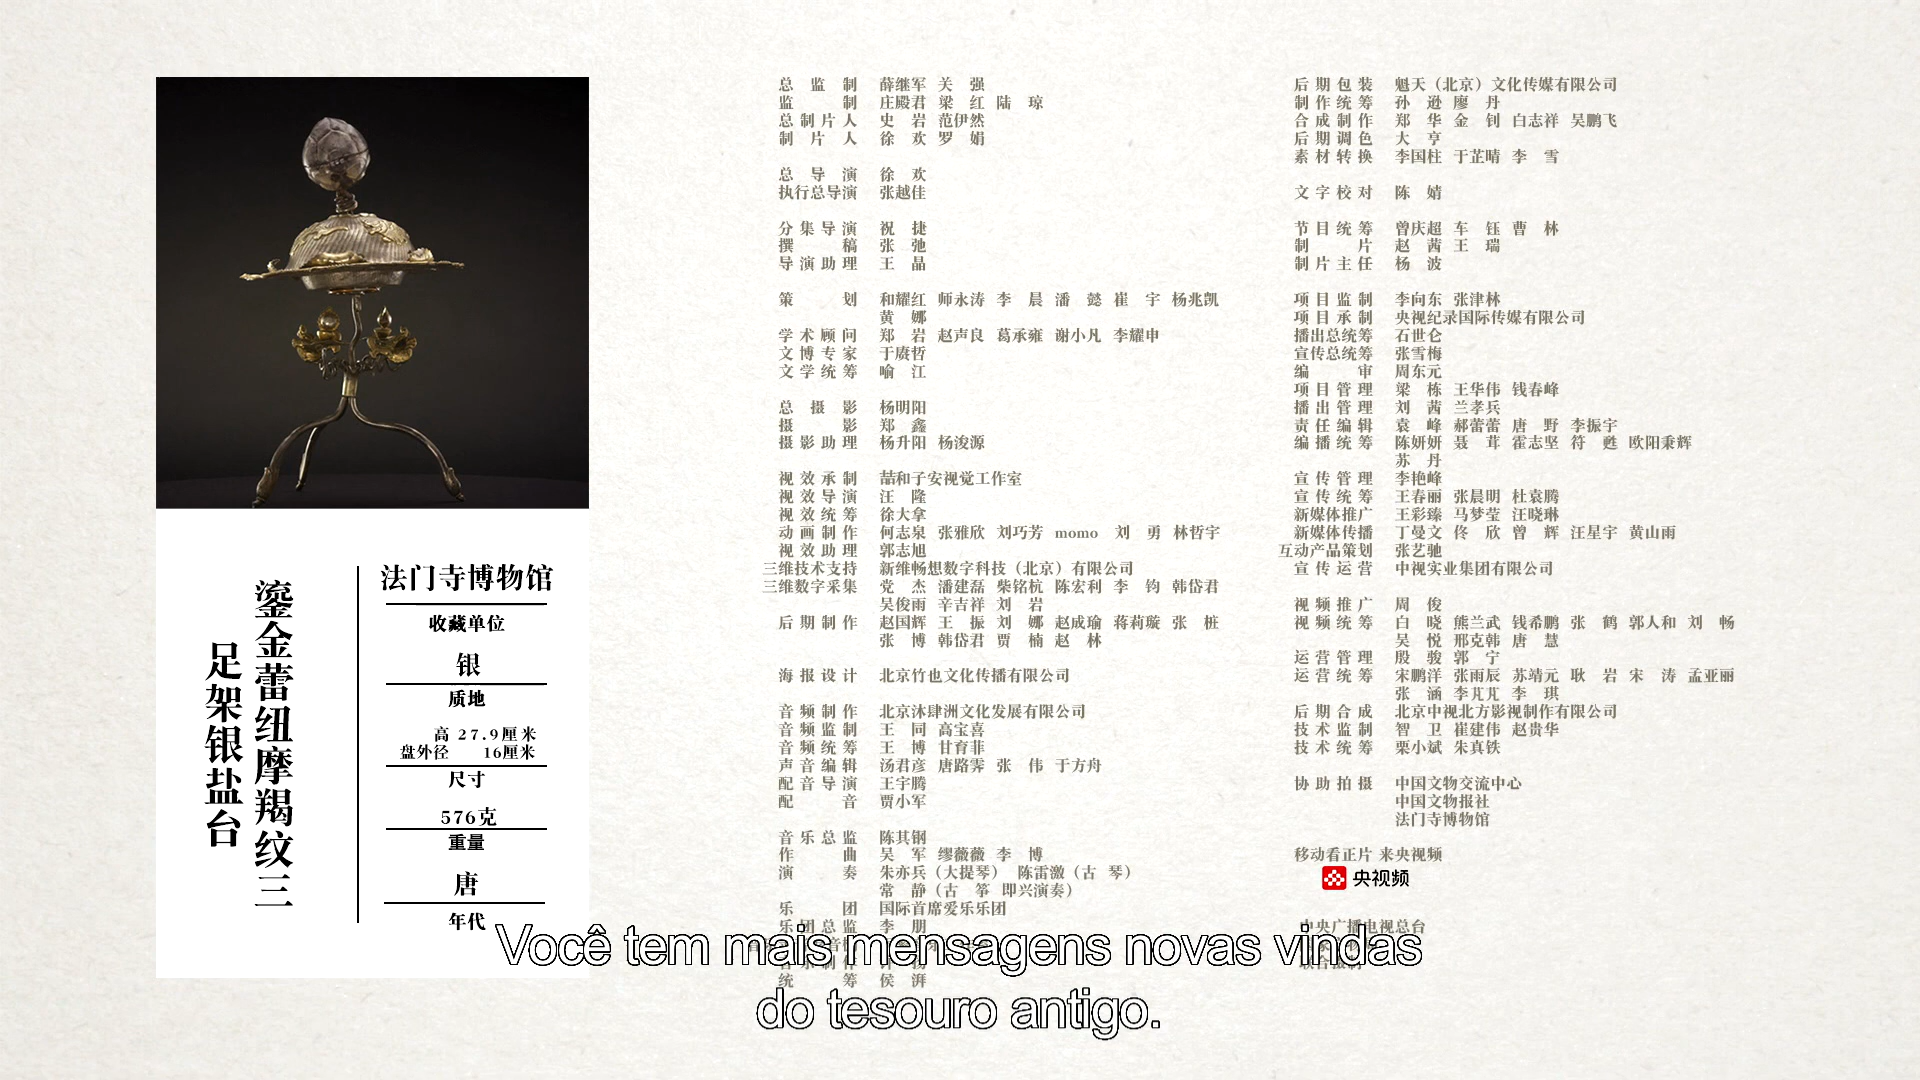 鎏金蕾纽摩羯纹三
足架银盐台
法门寺博物馆
收藏单位
银
质地
高 27.9厘米
盘外径 16厘米
尺寸
576克
重量
唐
年代
总监制 薛继军 关强
监制 庄殿君 梁红 陆琼
总制片人 史岩 范伊然
制片人 徐欢 罗娟
总导演 徐欢
执行总导演 张越佳
分集导演 祝捷
撰稿 张弛
导演助理 王晶
策划 和耀红 师永涛 李晨 潘懿 崔宇 杨兆凯
黄娜
学术顾问 郑岩 赵声良 葛承雍 谢小凡 李耀申
文博专家 于赓哲
文学统筹 喻江
总摄影 杨明阳
摄影 郑鑫
摄影助理 杨升阳 杨浚源
视效承制 喆和子安视觉工作室
视效导演 汪隆
视效统筹 徐大拿
动画制作 何志泉 张雅欣 刘巧芳 momo 刘勇 林哲宇
视效助理 郭志旭
三维技术支持 新维畅想数字科技（北京）有限公司
三维数字采集 党杰 潘建磊 柴铭杭 陈宏利 李钧 韩岱君
吴俊雨 辛吉祥 刘岩
后期制作 赵国辉 王振 刘娜 赵成瑜 蒋莉璇 张桩
张博 韩岱君 贾楠 赵林
海报设计 北京竹也文化传播有限公司
音频制作 北京沐肆洲文化发展有限公司
音频监制 王同 高宝喜
音频统筹 王博 甘育菲
声音编辑 汤君彦 唐路霁 张伟 于方舟
配音导演 王宇腾
配音 贾小军
音乐总监 陈其钢
作曲 吴军 缪薇薇 李博
演奏 朱亦兵（大提琴） 陈雷激（古琴）
常静（古筝 即兴演奏）
乐团 国际首席爱乐乐团
乐团总监 李朋
统筹 侯湃
后期包装 魁天（北京）文化传媒有限公司
制作统筹 孙逊 廖丹
合成制作 郑华 金钊 白志祥 吴鹏飞
后期调色 大亨
素材转换 李国柱 于芷晴 李雪
文字校对 陈婧
节目统筹 曾庆超 车钰 曹林
制片 赵茜 王瑞
制片主任 杨波
项目监制 李向东 张津林
项目承制 央视纪录国际传媒有限公司
播出总统筹 石世仑
宣传总统筹 张雪梅
编审 周东元
项目管理 梁栋 王华伟 钱春峰
播出管理 刘茜 兰孝兵
责任编辑 袁峰 郝蕾蕾 唐野 李振宇
编播统筹 陈妍妍 聂茸 霍志坚 符甦 欧阳秉辉
苏丹
宣传管理 李艳峰
宣传统筹 王春丽 张晨明 杜袁腾
新媒体推广 王彩臻 马梦莹 汪晓琳
新媒体传播 丁曼文 佟欣 曾辉 汪星宇 黄山雨
互动产品策划 张艺驰
宣传运营 中视实业集团有限公司
视频推广 周俊
视频统筹 白晓 熊兰武 钱希鹏 张鹤 郭人和 刘畅
吴悦 邢克韩 唐慧
运营管理 殷骏 郭宁
运营统筹 宋鹏洋 张雨辰 苏靖元 耿岩 宋涛 孟亚丽
张涵 李芃芃 李琪
后期合成 北京中视北方影视制作有限公司
技术监制 智卫 崔建伟 赵贵华
技术统筹 栗小斌 朱真铁
协助拍摄 中国文物交流中心
中国文物报社
法门寺博物馆
移动看正片 来央视频
央视频
中央广播电视总台
Você tem mais mensagens novas vindas
do tesouro antigo.